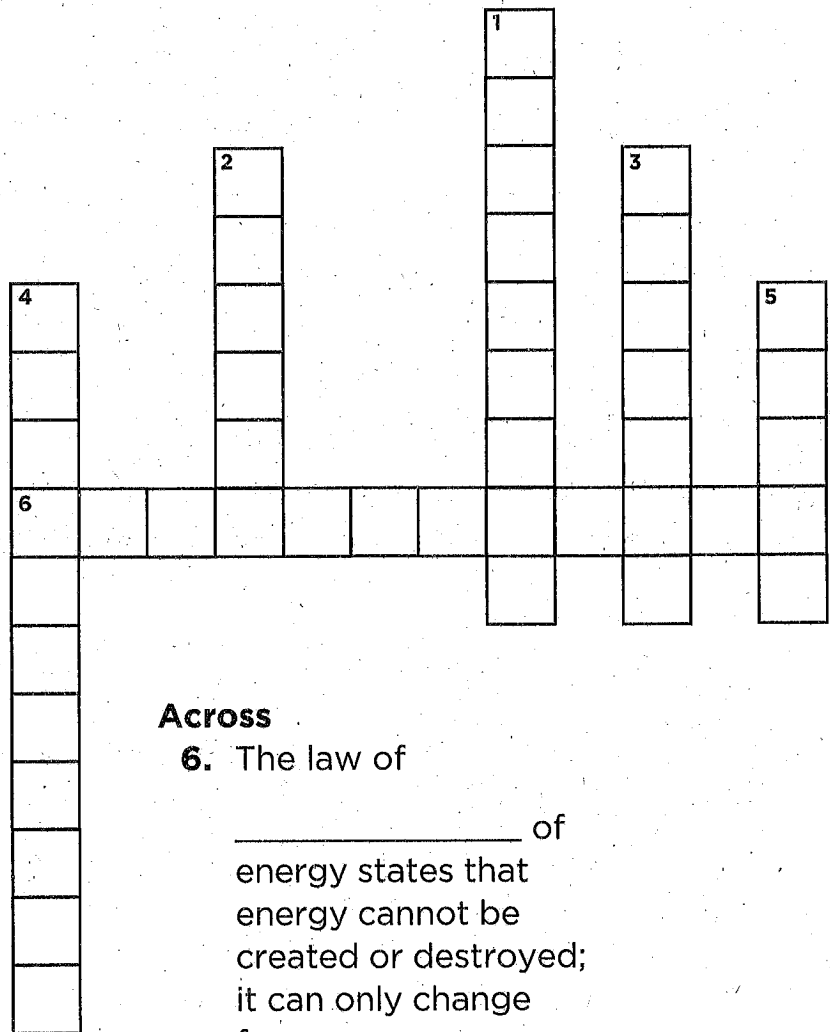 1
2
3
4
5
6
Across
6. The law of
____________________ of
energy states that
energy cannot be
created or destroyed;
it can only change